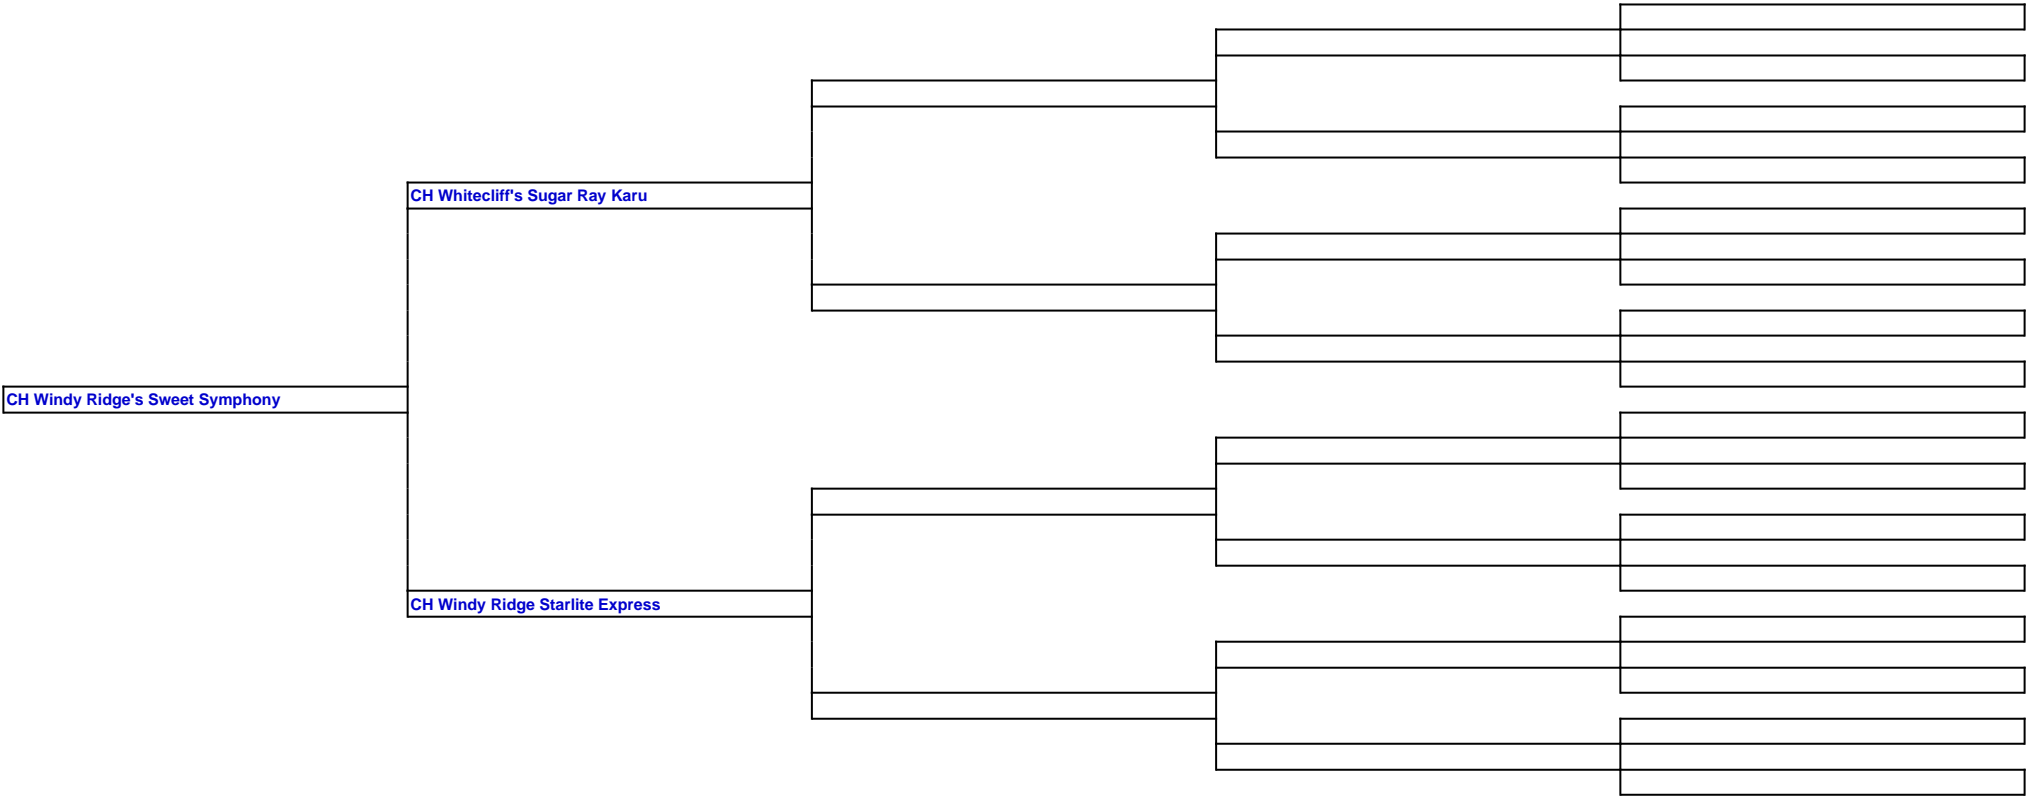 CH Whitecliff's Sugar Ray Karu
CH Windy Ridge's Sweet Symphony
CH Windy Ridge Starlite Express